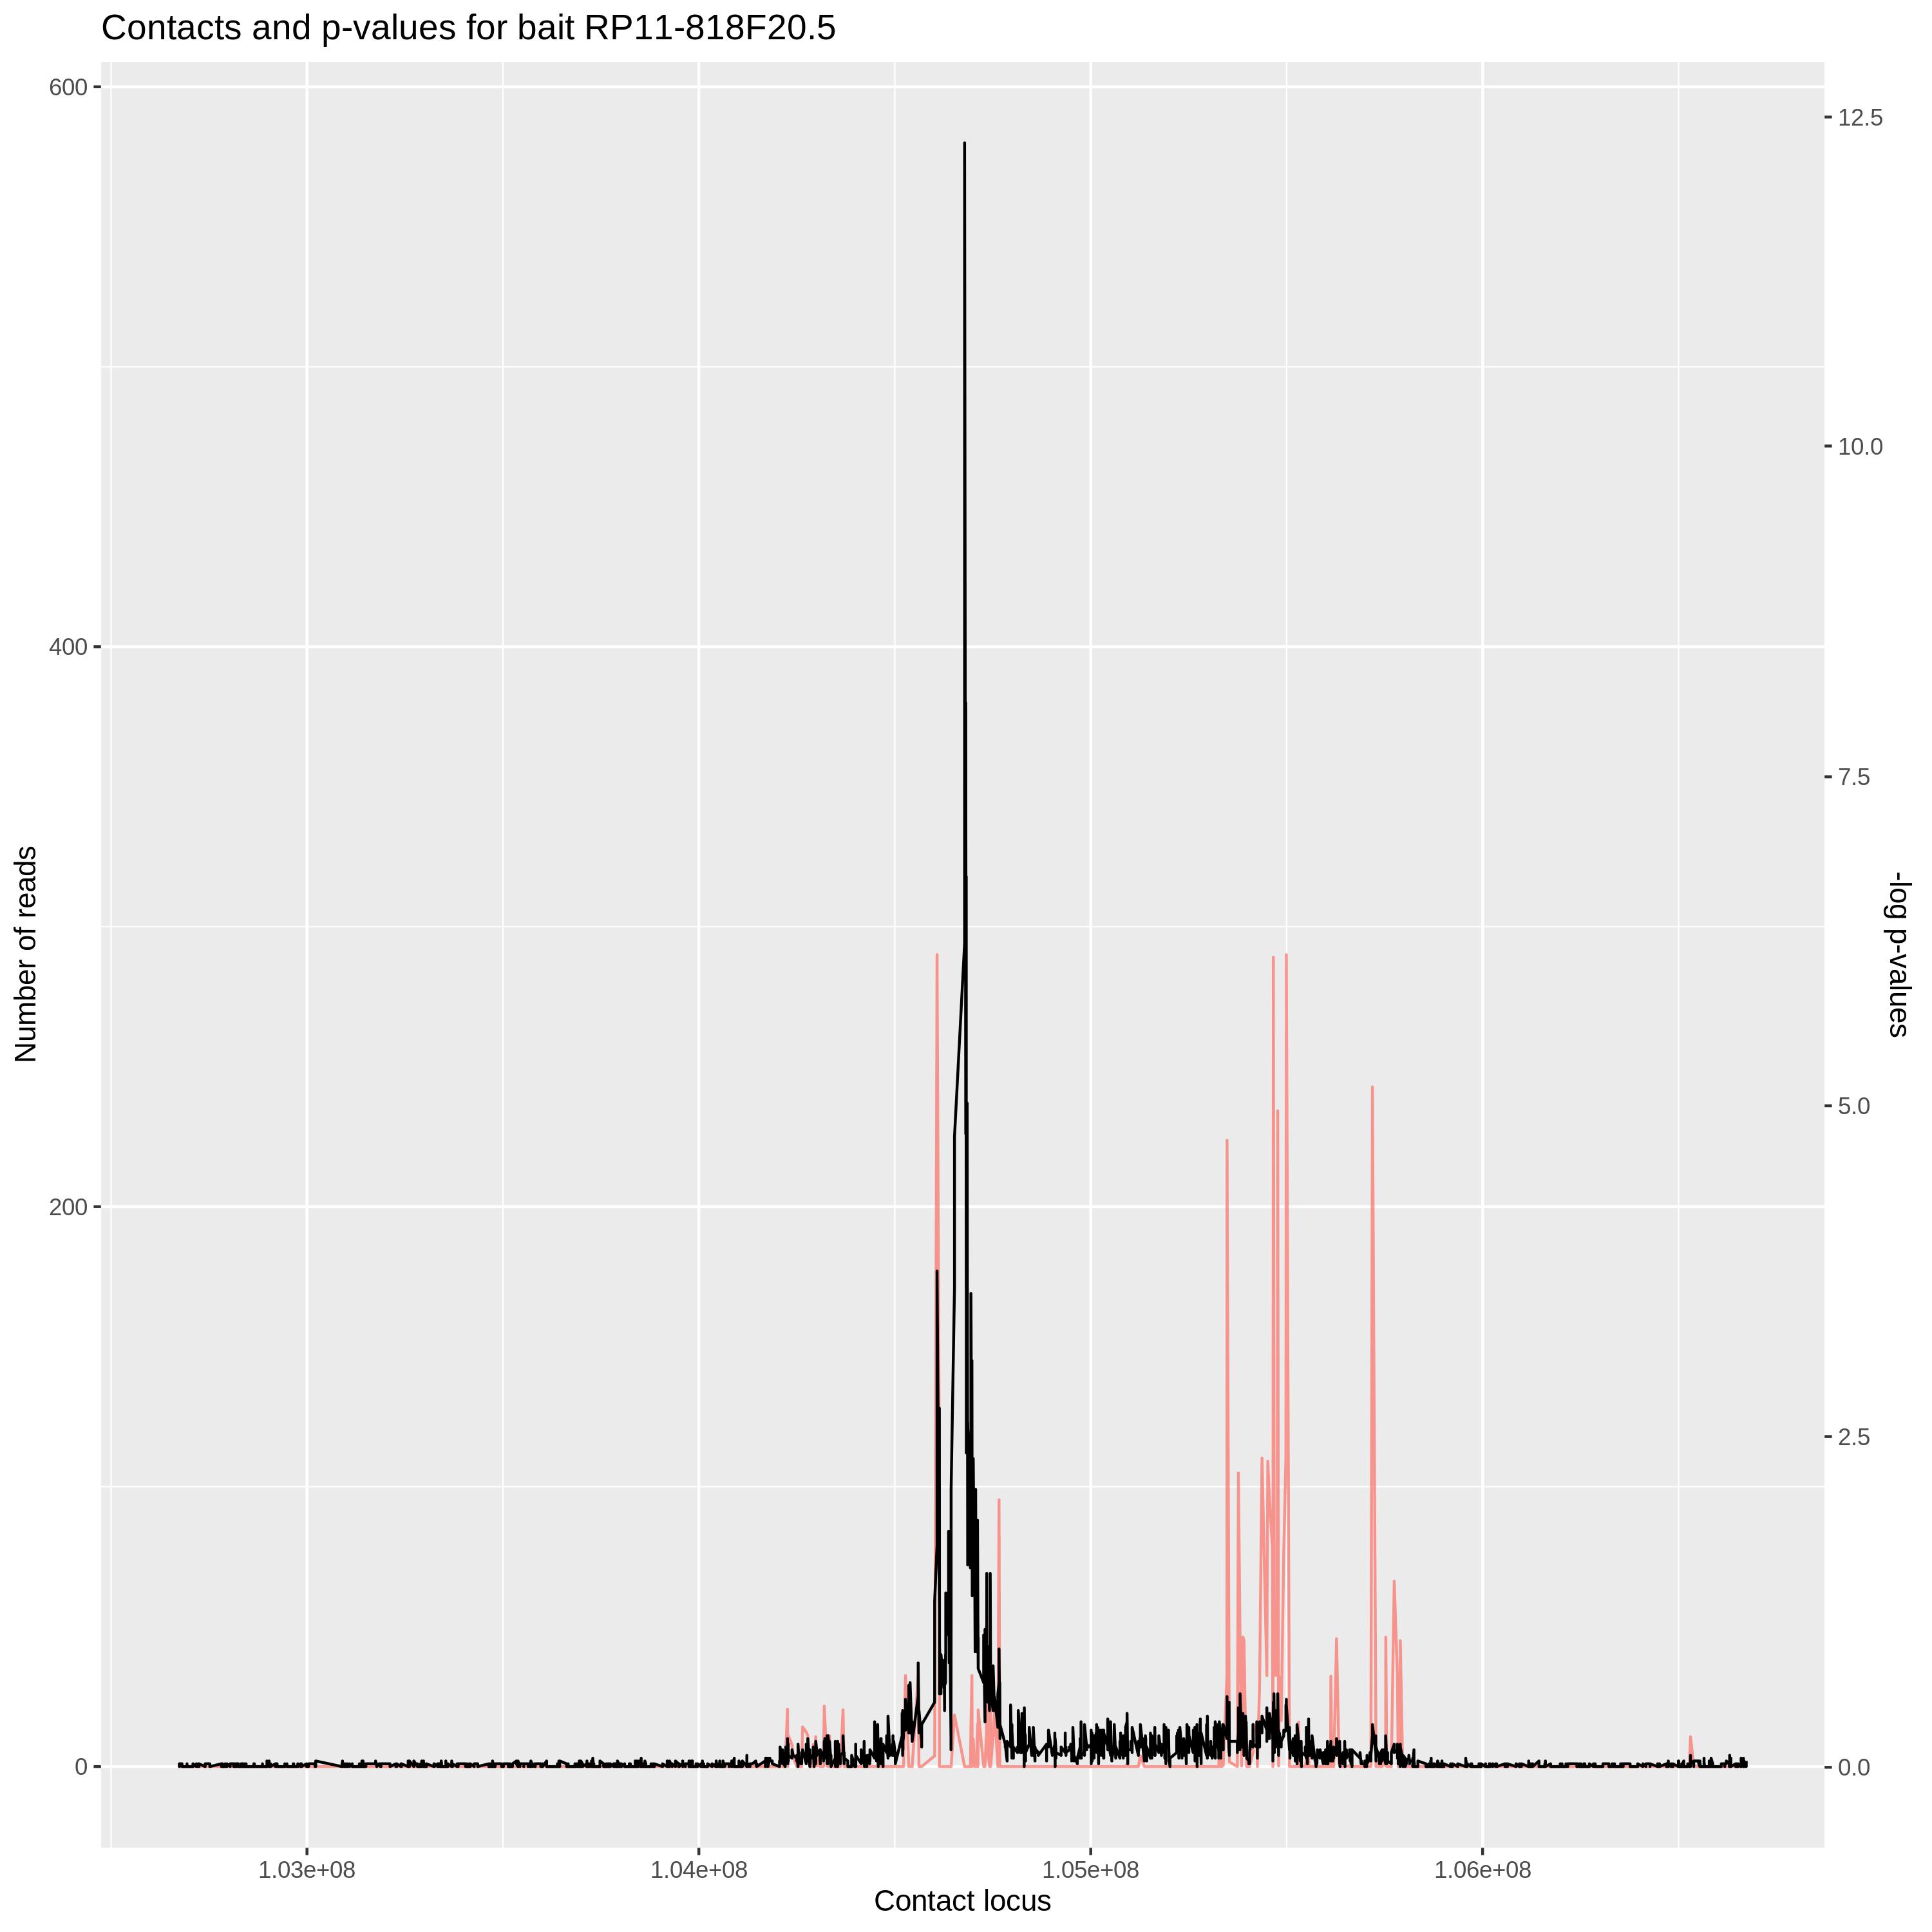 Contacts and p-values for bait RP11-818F20.5
600
400
200
0
Number of reads
12.5
10.0
7.5
5.0
2.5
0.0
-log p-values
1.03e+08
1.04e+08
1.05e+08
1.06e+08
Contact locus